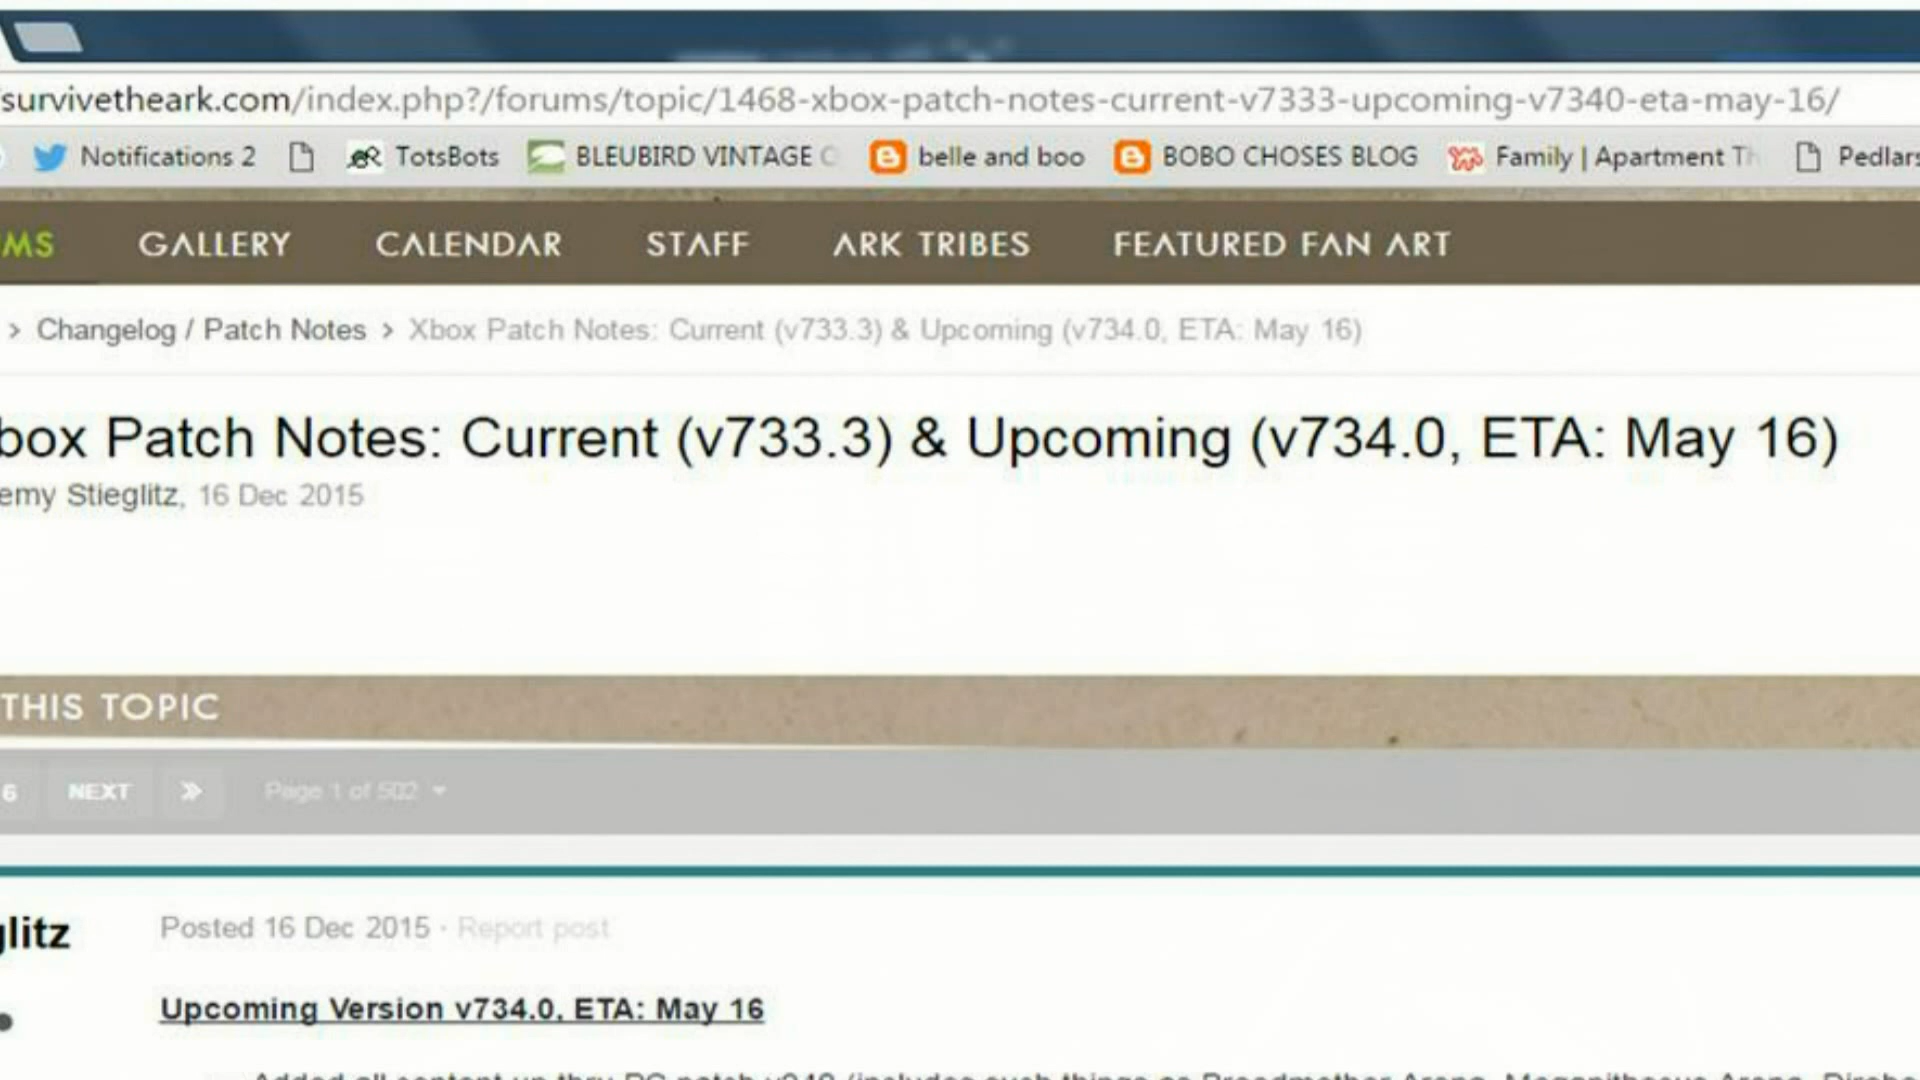 survivetheark.com/index.php?/forums/topic/1468-xbox-patch-notes-current-v7333-upcoming-v7340-eta-may-16/
Notifications 2 TotsBots BLEUBIRD VINTAGE belle and boo BOBO CHOSES BLOG Family | Apartment Th Pedlars
MS GALLERY CALENDAR STAFF ARK TRIBES FEATURED FAN ART
> Changelog / Patch Notes > Xbox Patch Notes: Current (v733.3) & Upcoming (v734.0, ETA: May 16)
box Patch Notes: Current (v733.3) & Upcoming (v734.0, ETA: May 16)
emy Stieglitz, 16 Dec 2015
THIS TOPIC
6 NEXT Page 1 of 502
glitz Posted 16 Dec 2015 · Report post
Upcoming Version v734.0, ETA: May 16